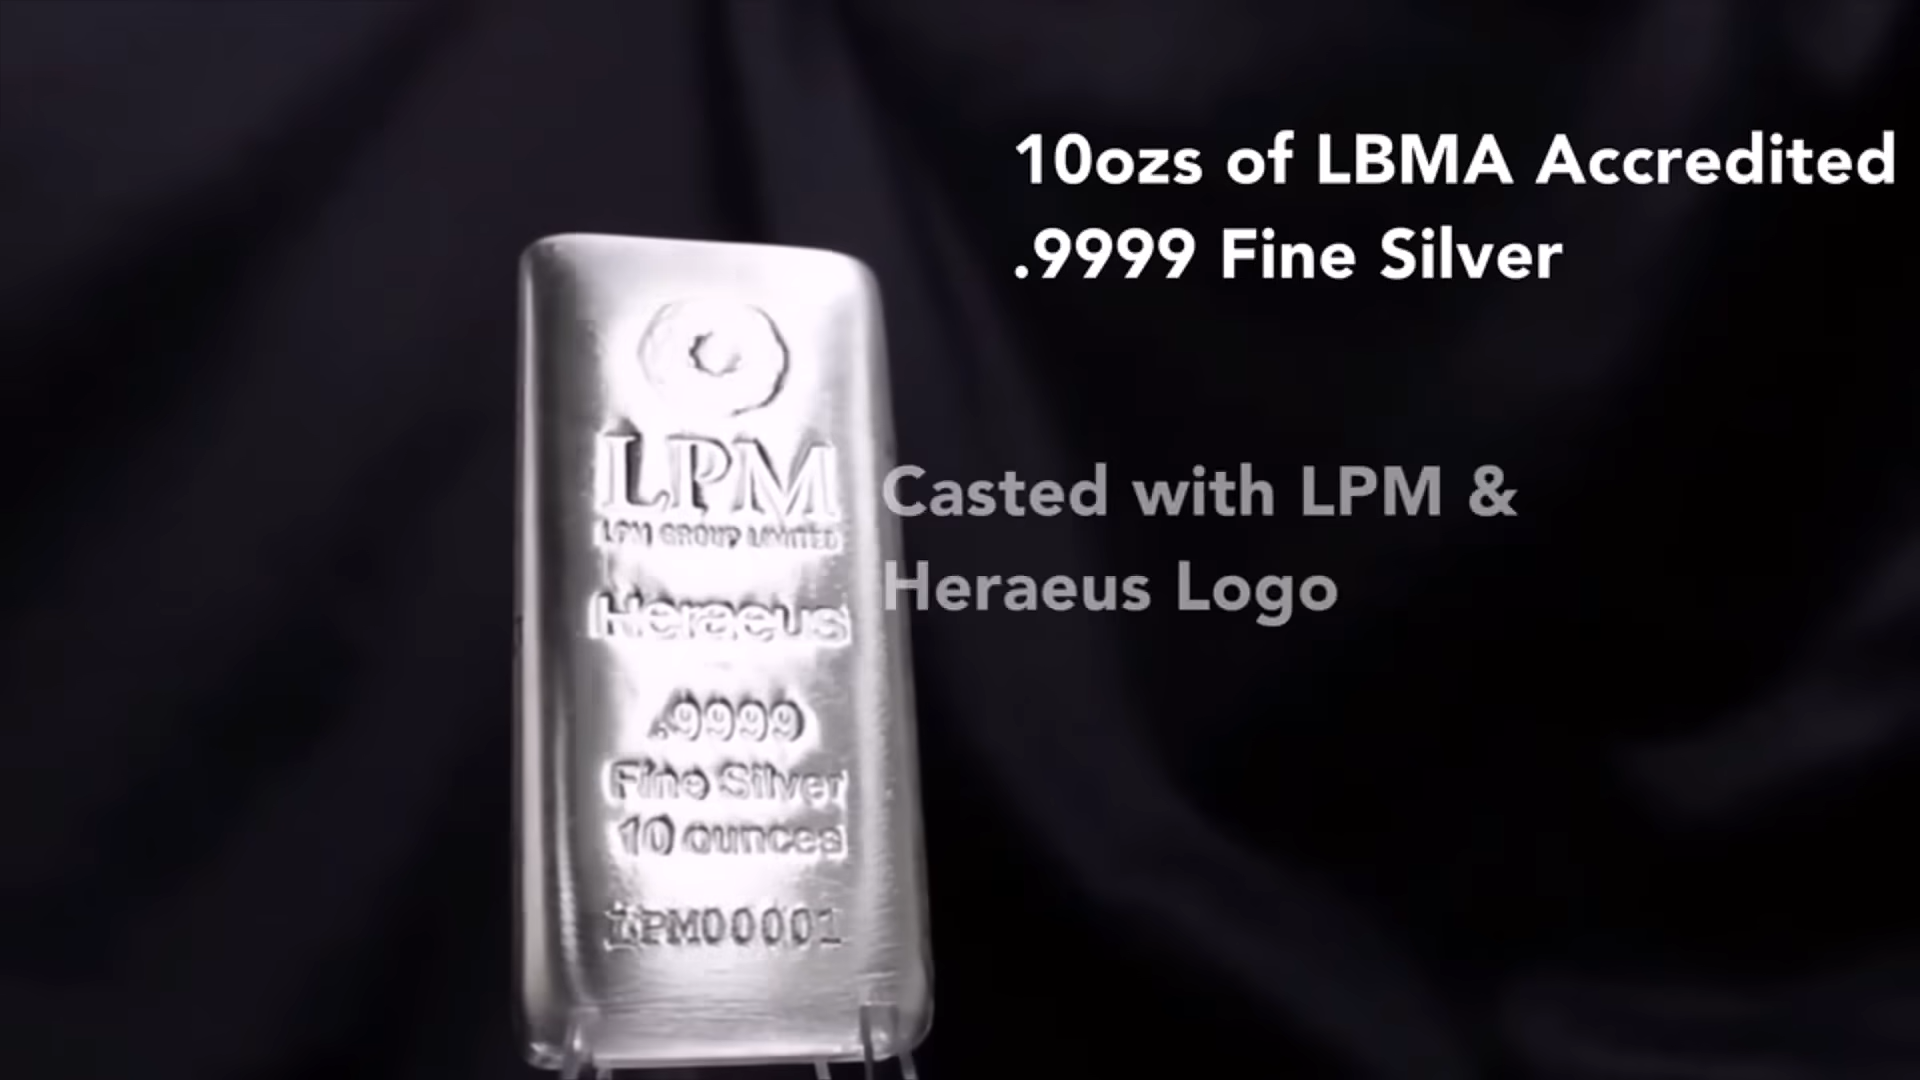 10ozs of LBMA Accredited
.9999 Fine Silver
Casted with LPM &
Heraeus Logo
LPM
LPM GROUP LIMITED
Heraeus
.9999
Fine Silver
10 ounces
LPM00001